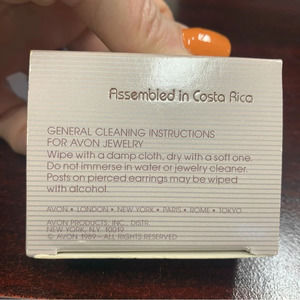 Assembled in Costa Rica
GENERAL CLEANING INSTRUCTIONS
FOR AVON JEWELRY
Wipe with a damp cloth, dry with a soft one.
Do not immerse in water or jewelry cleaner.
Posts on pierced earrings may be wiped
with alcohol.
AVON • LONDON • NEW YORK • PARIS • ROME • TOKYO
AVON PRODUCTS, INC., DISTR.
NEW YORK, N.Y. 10019
© AVON 1989 – ALL RIGHTS RESERVED